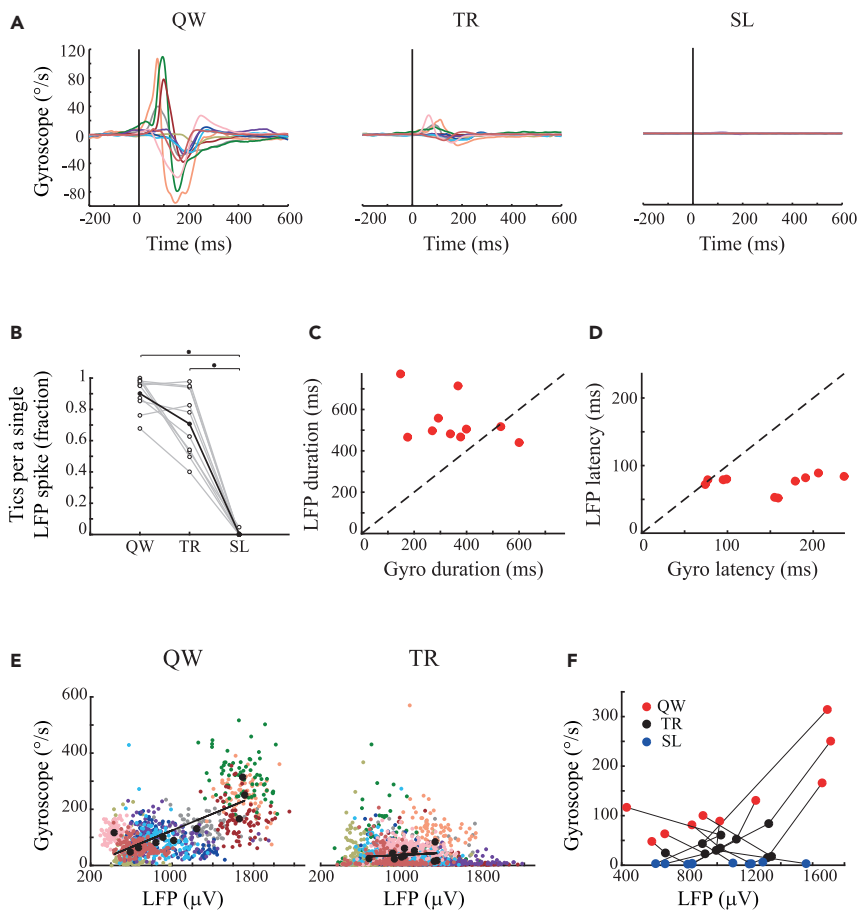 A
QW
TR
SL
Gyroscope (°/s)
120
80
40
0
-40
-80
-200 0 200 400 600
Time (ms)
-200 0 200 400 600
Time (ms)
-200 0 200 400 600
Time (ms)
B
Tics per a single
LFP spike (fraction)
1
0.8
0.6
0.4
0.2
0
QW TR SL
C
LFP duration (ms)
600
400
200
0
0 200 400 600
Gyro duration (ms)
D
LFP latency (ms)
200
100
0
0 100 200
Gyro latency (ms)
E
QW
TR
Gyroscope (°/s)
600
400
200
0
200 1000 1800
LFP (µV)
200 1000 1800
LFP (µV)
F
QW
TR
SL
Gyroscope (°/s)
300
200
100
0
400 800 1200 1600
LFP (µV)